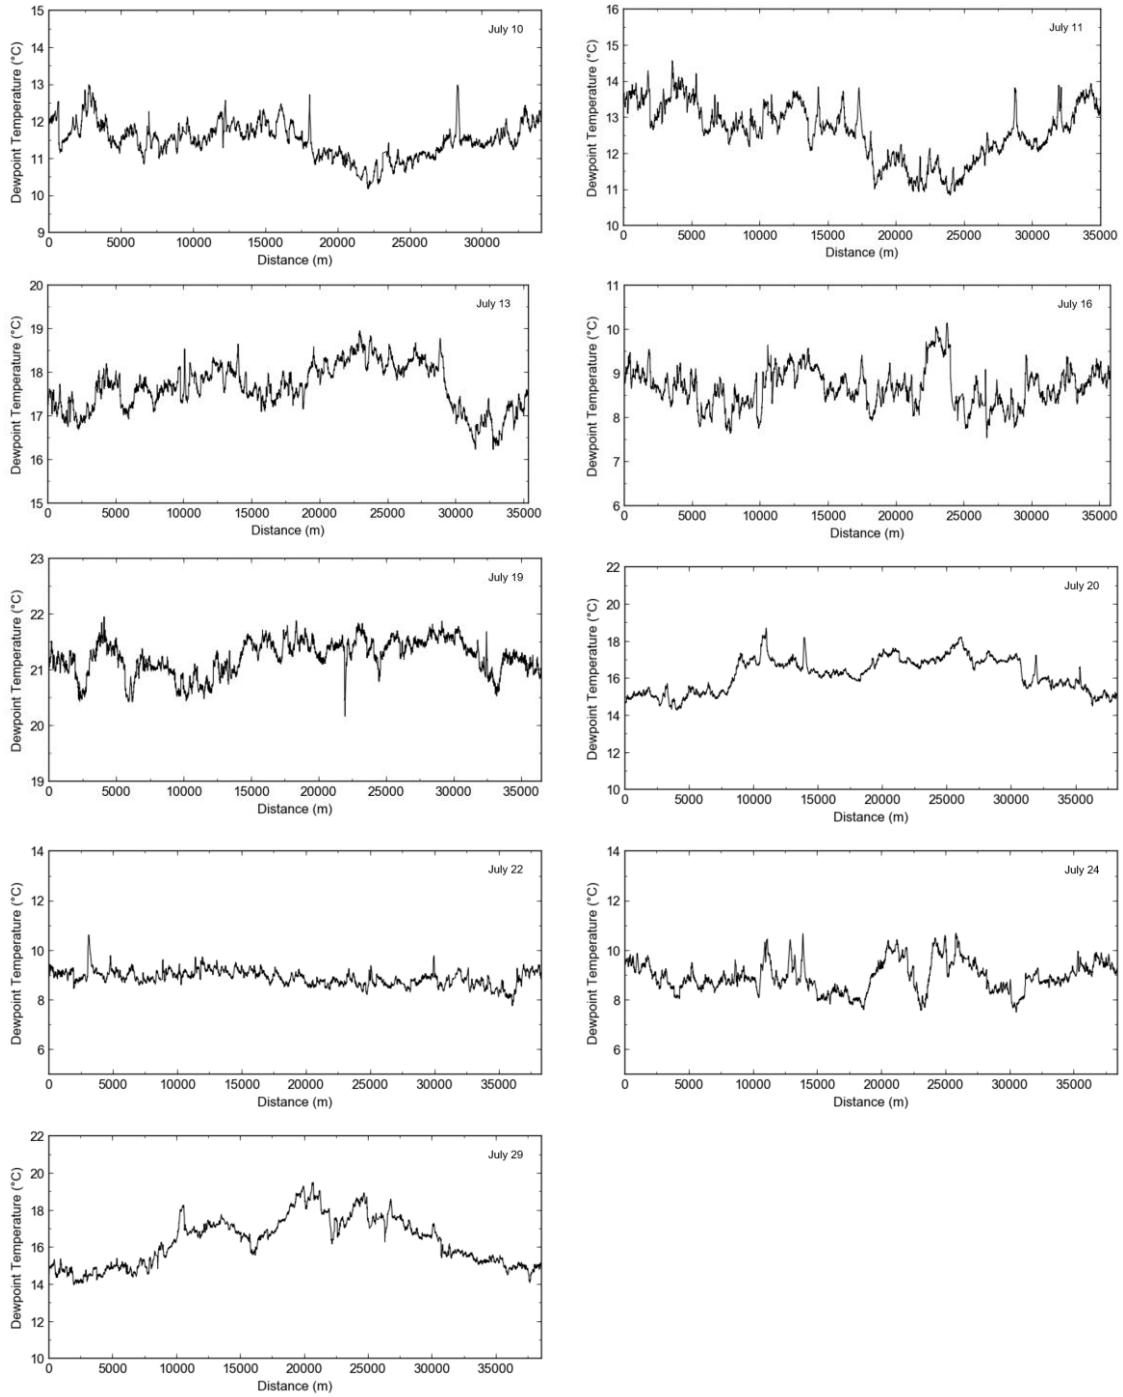 July 10
Dewpoint Temperature (°C)
15
14
13
12
11
10
9
0 5000 10000 15000 20000 25000 30000
Distance (m)
July 11
Dewpoint Temperature (°C)
16
15
14
13
12
11
10
0 5000 10000 15000 20000 25000 30000 35000
Distance (m)
July 13
Dewpoint Temperature (°C)
20
19
18
17
16
15
0 5000 10000 15000 20000 25000 30000 35000
Distance (m)
July 16
Dewpoint Temperature (°C)
11
10
9
8
7
6
0 5000 10000 15000 20000 25000 30000 35000
Distance (m)
July 19
Dewpoint Temperature (°C)
23
22
21
20
19
0 5000 10000 15000 20000 25000 30000 35000
Distance (m)
July 20
Dewpoint Temperature (°C)
22
20
18
16
14
12
10
0 5000 10000 15000 20000 25000 30000 35000
Distance (m)
July 22
Dewpoint Temperature (°C)
14
12
10
8
6
0 5000 10000 15000 20000 25000 30000 35000
Distance (m)
July 24
Dewpoint Temperature (°C)
14
12
10
8
6
0 5000 10000 15000 20000 25000 30000 35000
Distance (m)
July 29
Dewpoint Temperature (°C)
22
20
18
16
14
12
10
0 5000 10000 15000 20000 25000 30000 35000
Distance (m)